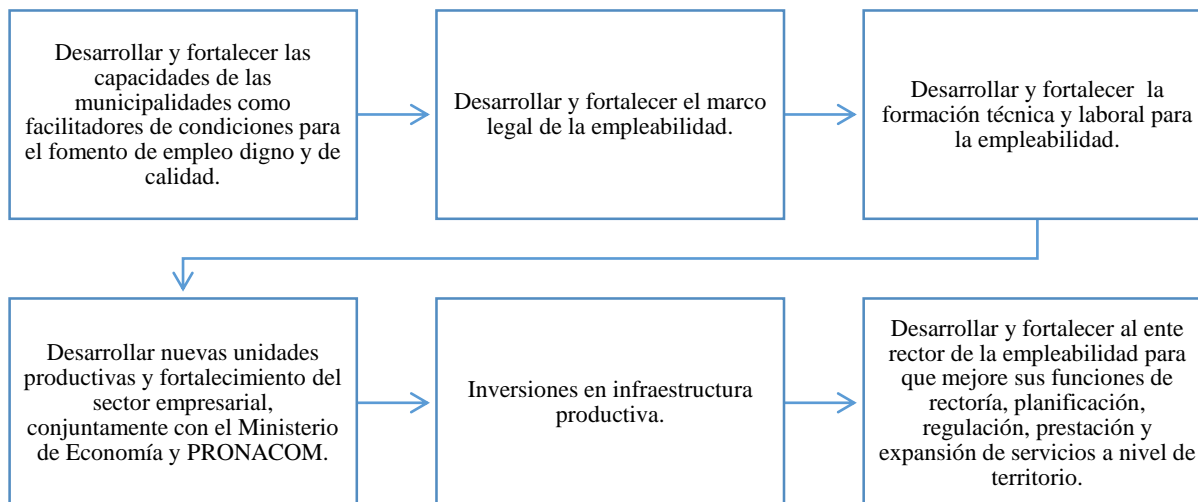 Desarrollar y fortalecer las
capacidades de las
municipalidades como
facilitadores de condiciones para
el fomento de empleo digno y de
calidad.
Desarrollar y fortalecer el marco
legal de la empleabilidad.
Desarrollar y fortalecer  la
formación técnica y laboral para
la empleabilidad.
Desarrollar nuevas unidades
productivas y fortalecimiento del
sector empresarial,
conjuntamente con el Ministerio
de Economía y PRONACOM.
Inversiones en infraestructura
productiva.
Desarrollar y fortalecer al ente
rector de la empleabilidad para
que mejore sus funciones de
rectoría, planificación,
regulación, prestación y
expansión de servicios a nivel de
territorio.